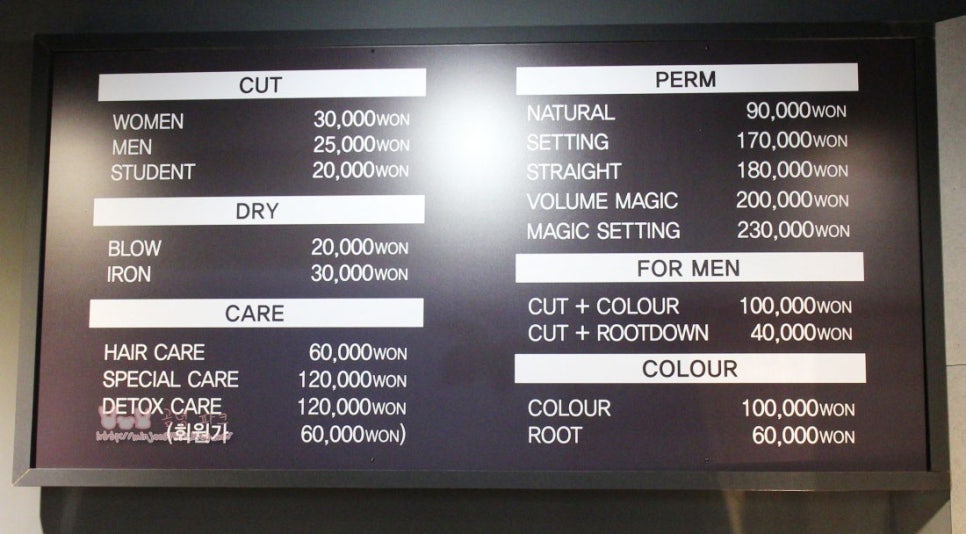 CUT
WOMEN 30,000WON
MEN 25,000WON
STUDENT 20,000WON
DRY
BLOW 20,000WON
IRON 30,000WON
CARE
HAIR CARE 60,000WON
SPECIAL CARE 120,000WON
DETOX CARE 120,000WON
(회원가 60,000WON)
PERM
NATURAL 90,000WON
SETTING 170,000WON
STRAIGHT 180,000WON
VOLUME MAGIC 200,000WON
MAGIC SETTING 230,000WON
FOR MEN
CUT + COLOUR 100,000WON
CUT + ROOTDOWN 40,000WON
COLOUR
COLOUR 100,000WON
ROOT 60,000WON